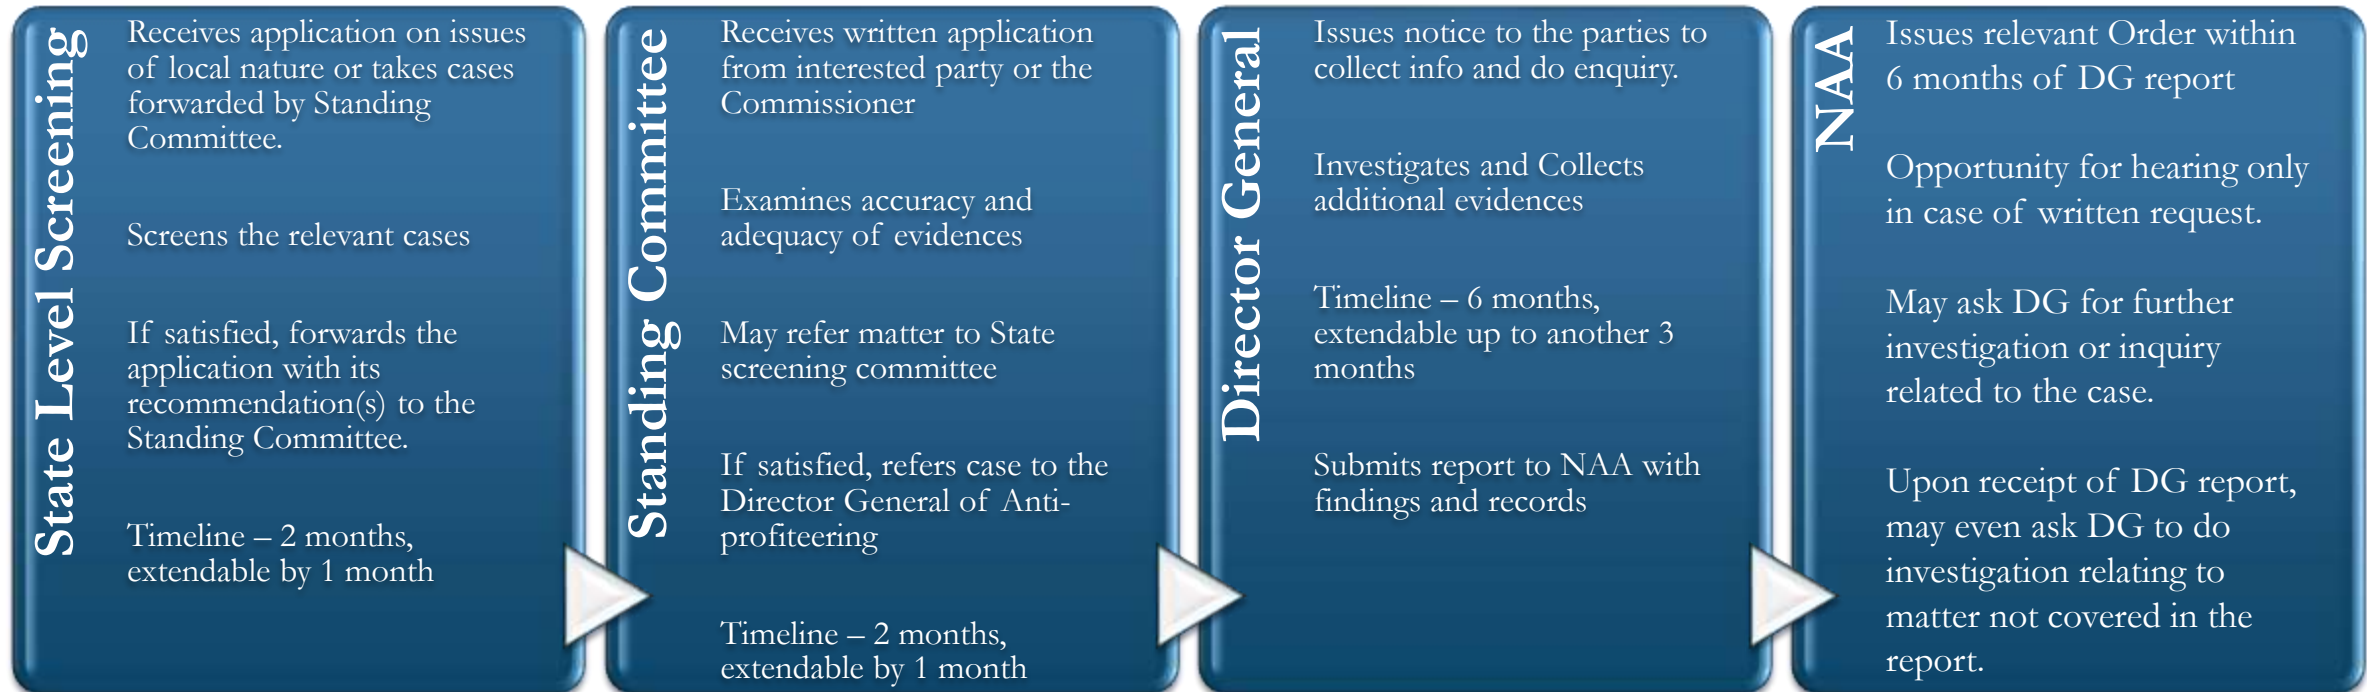 State Level Screening
Receives application on issues
of local nature or takes cases
forwarded by Standing
Committee.
Screens the relevant cases
If satisfied, forwards the
application with its
recommendation(s) to the
Standing Committee.
Timeline – 2 months,
extendable by 1 month
Standing Committee
Receives written application
from interested party or the
Commissioner
Examines accuracy and
adequacy of evidences
May refer matter to State
screening committee
If satisfied, refers case to the
Director General of Anti-
profiteering
Timeline – 2 months,
extendable by 1 month
Director General
Issues notice to the parties to
collect info and do enquiry.
Investigates and Collects
additional evidences
Timeline – 6 months,
extendable up to another 3
months
Submits report to NAA with
findings and records
NAA
Issues relevant Order within
6 months of DG report
Opportunity for hearing only
in case of written request.
May ask DG for further
investigation or inquiry
related to the case.
Upon receipt of DG report,
may even ask DG to do
investigation relating to
matter not covered in the
report.